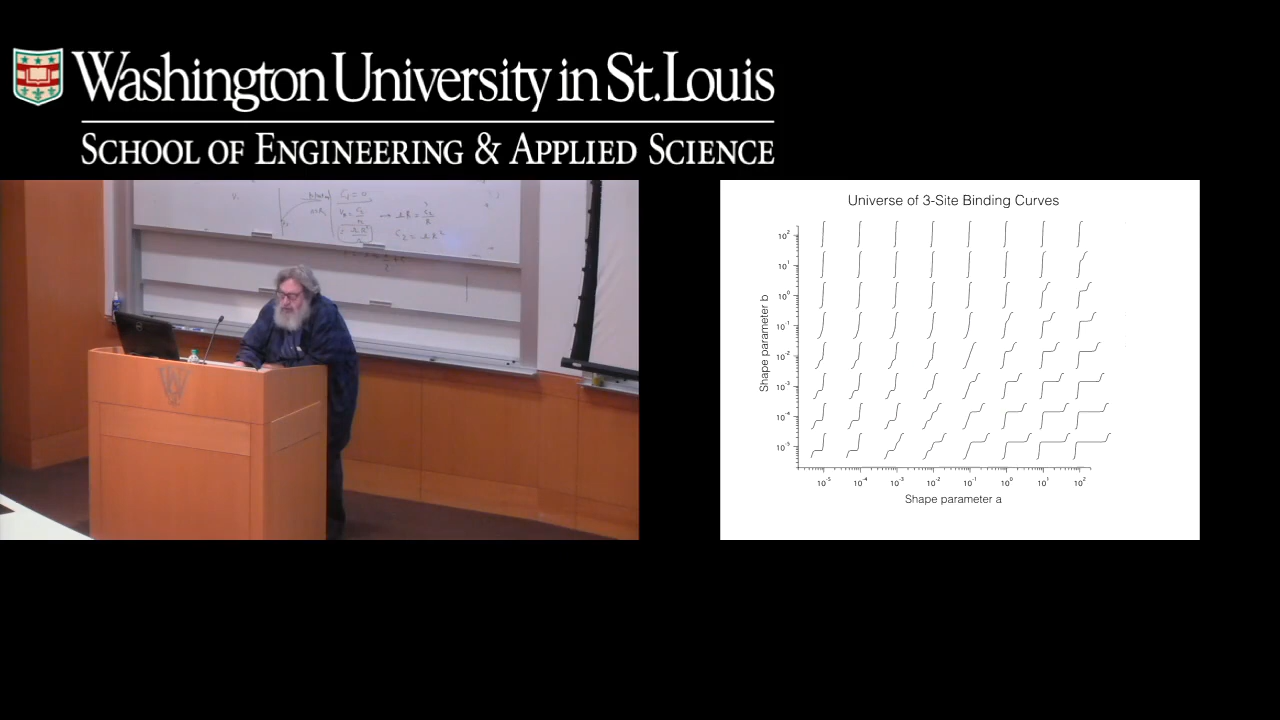 Washington University in St. Louis
SCHOOL OF ENGINEERING & APPLIED SCIENCE
Universe of 3-Site Binding Curves
Shape parameter b
10²
10¹
10⁰
10⁻¹
10⁻²
10⁻³
10⁻⁴
10⁻⁵
10⁻⁵ 10⁻⁴ 10⁻³ 10⁻² 10⁻¹ 10⁰ 10¹ 10²
Shape parameter a